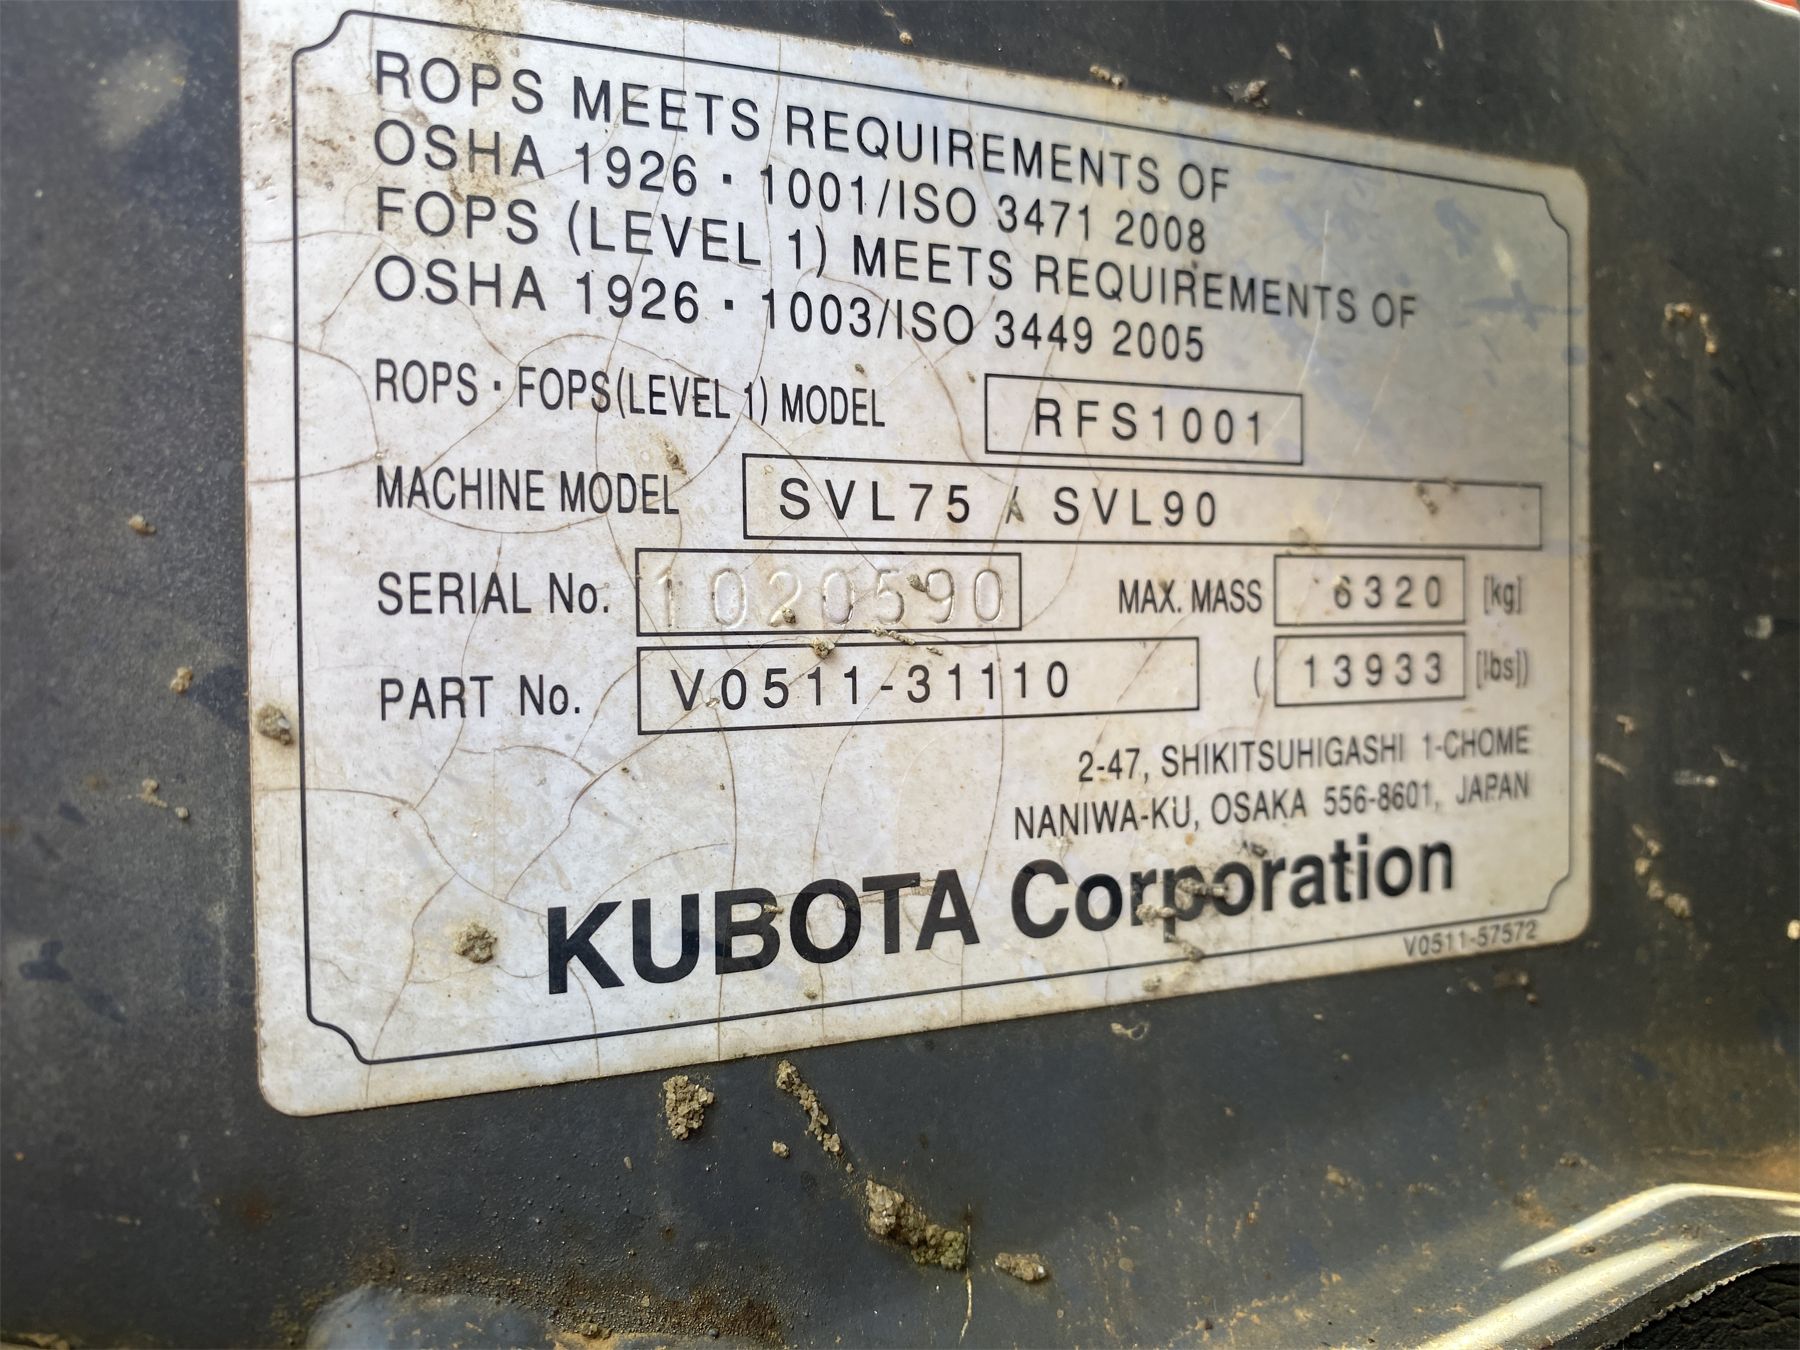 ROPS MEETS REQUIREMENTS OF
OSHA 1926・1001/ISO 3471 2008
FOPS (LEVEL 1) MEETS REQUIREMENTS OF
OSHA 1926・1003/ISO 3449 2005
ROPS・FOPS(LEVEL 1) MODEL RFS1001
MACHINE MODEL SVL75 / SVL90
SERIAL No. 1020590 MAX. MASS 6320 [kg]
PART No. V0511-31110 (13933 [lbs])
2-47, SHIKITSUHIGASHI 1-CHOME
NANIWA-KU, OSAKA 556-8601, JAPAN
KUBOTA Corporation
V0511-57572